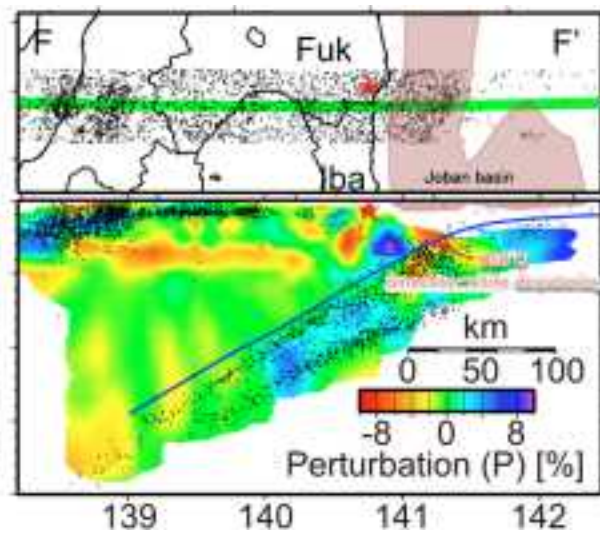 F Fuk F'
Iba Joban basin
km
0 50 100
-8 0 8
Perturbation (P) [%]
139 140 141 142